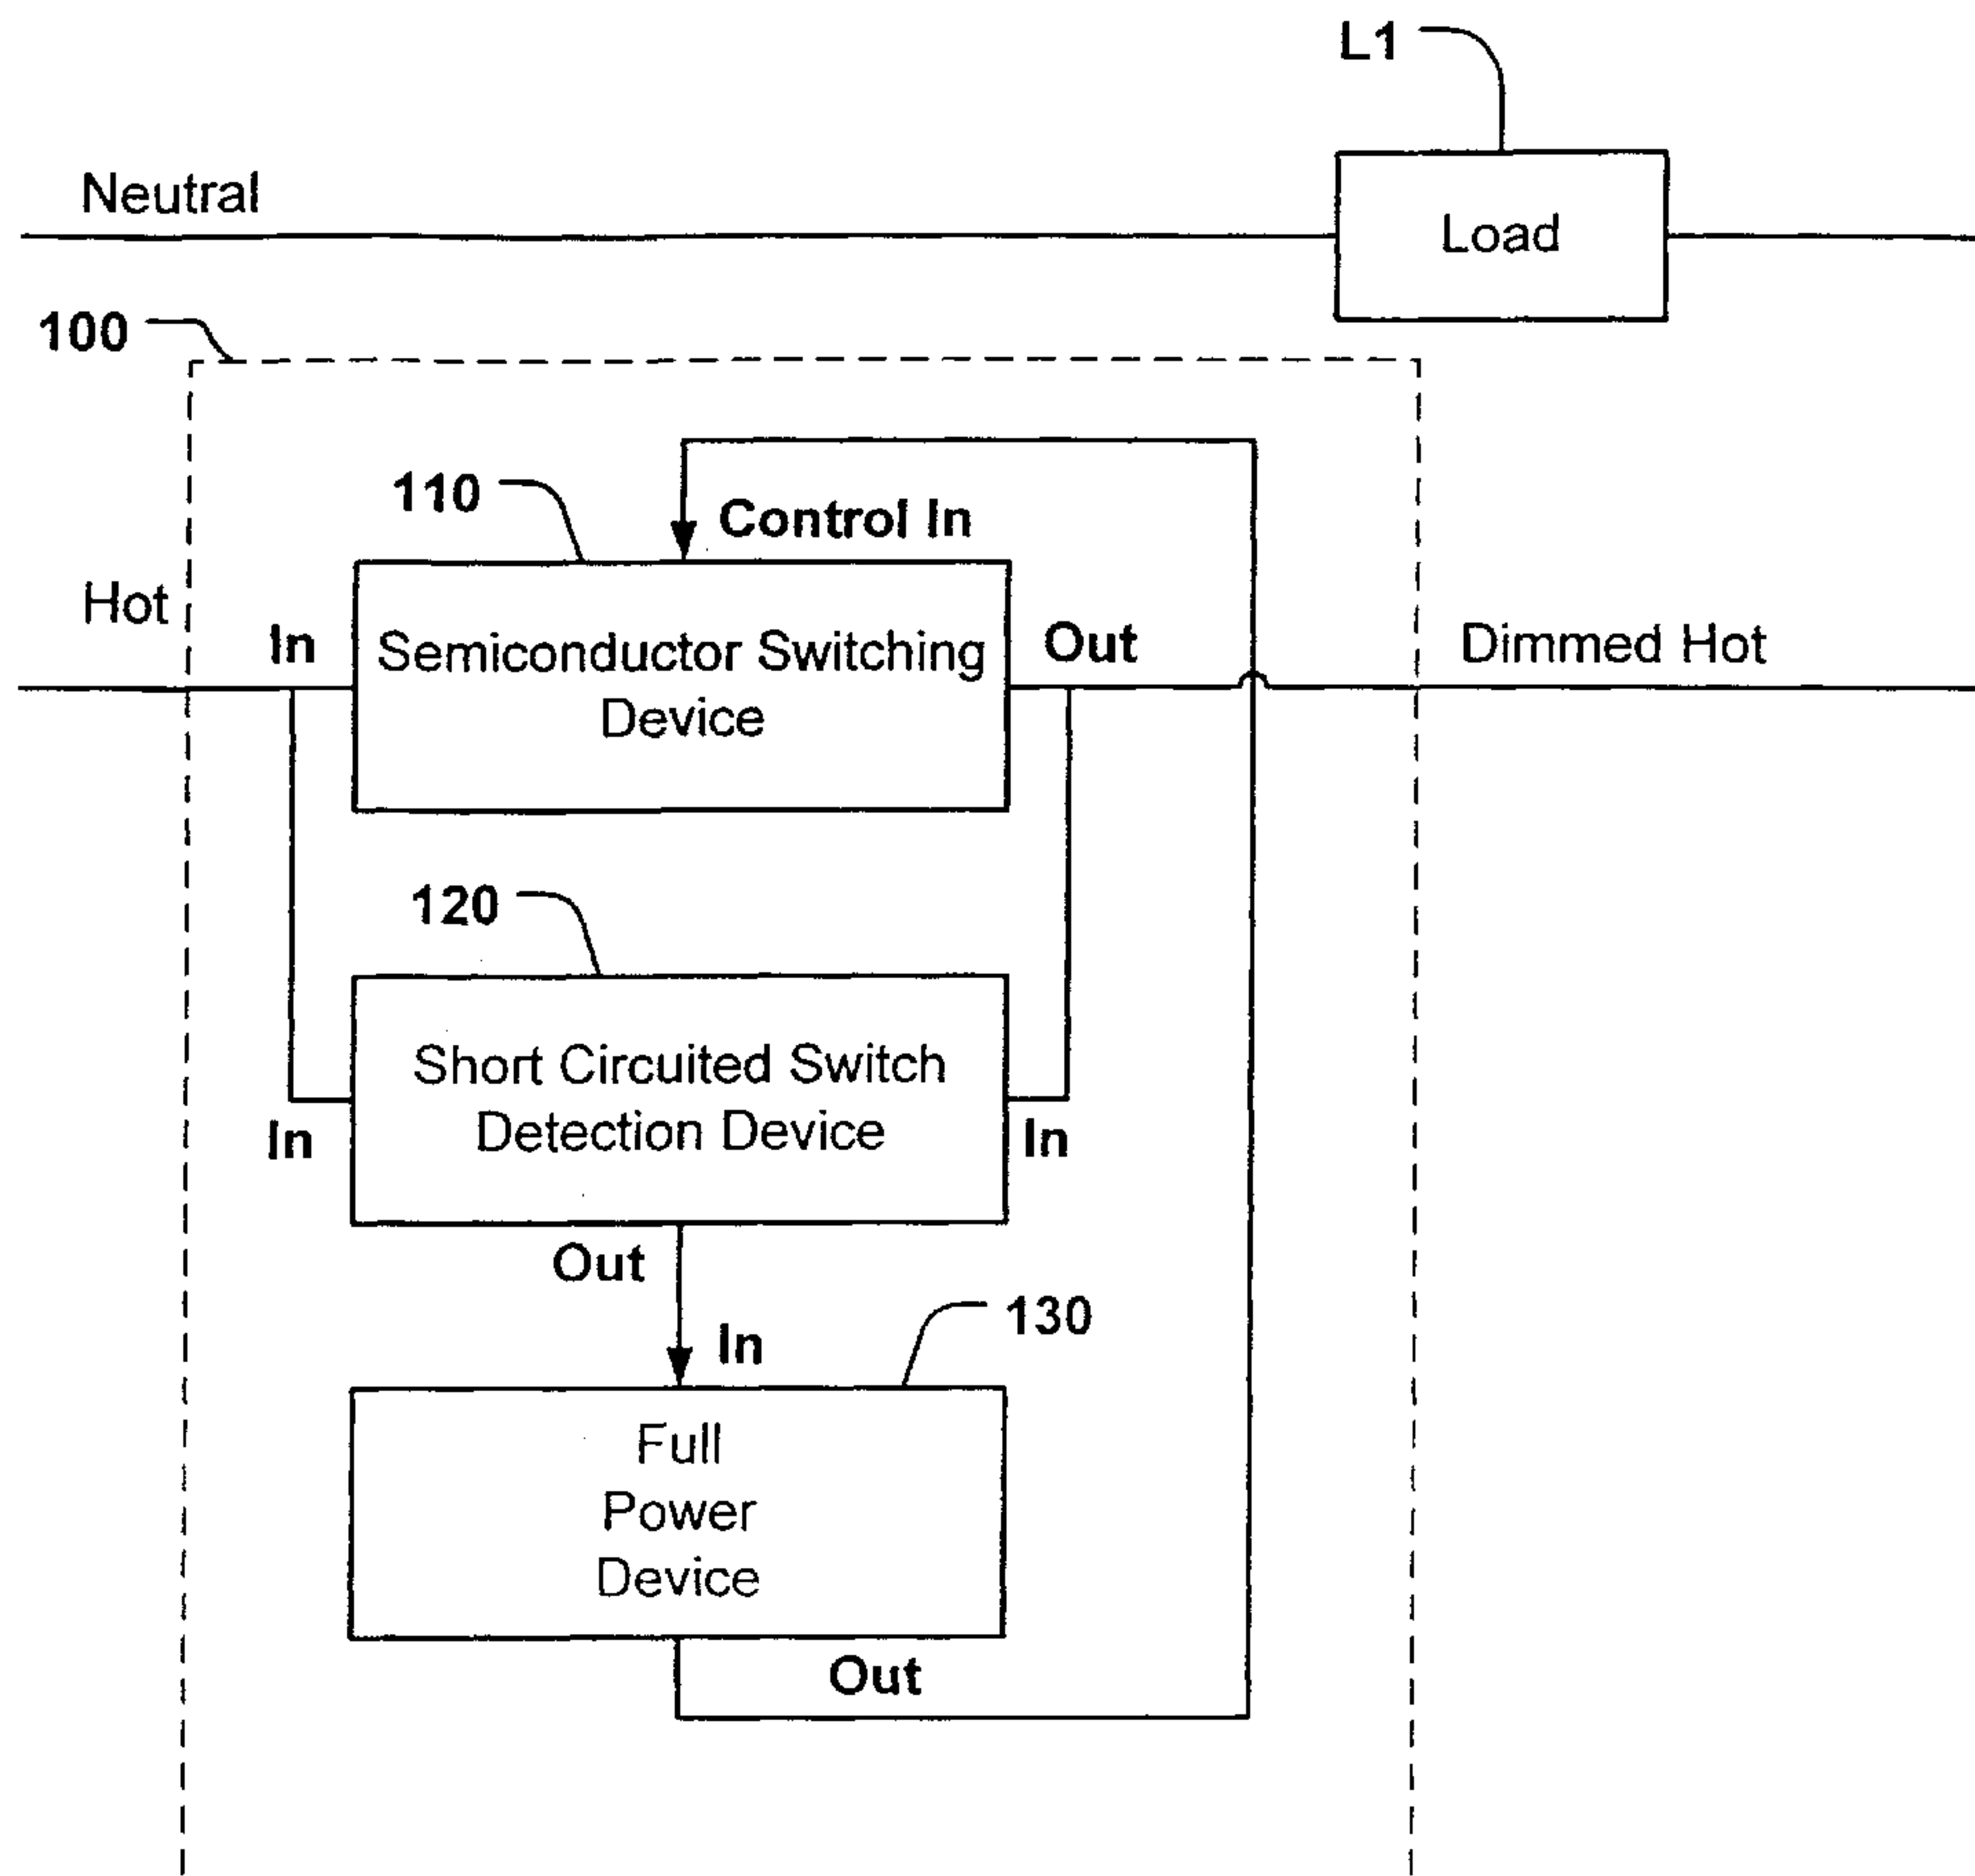 L1
Neutral
Load
100
110
Control In
Hot
In
Semiconductor Switching
Device
Out
Dimmed Hot
120
Short Circuited Switch
Detection Device
In
In
Out
In
130
Full
Power
Device
Out